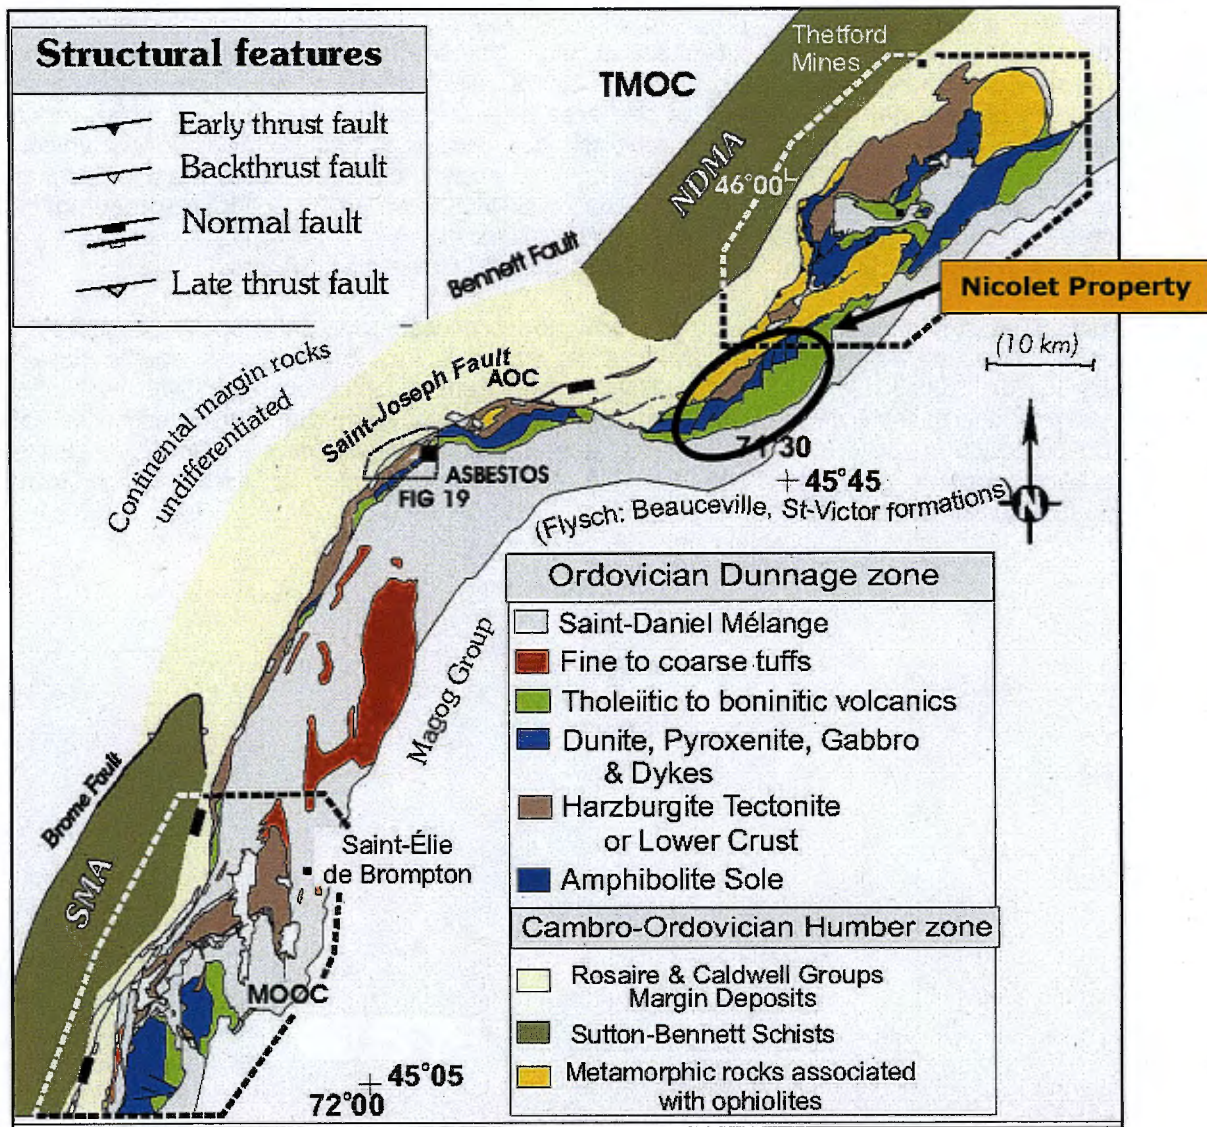 Structural features
Early thrust fault
Backthrust fault
Normal fault
Late thrust fault
Thetford
Mines
TMOC
NDMA
46°00
Bennett Fault
Nicolet Property
(10 km)
Continental margin rocks
undifferentiated
Saint-Joseph Fault
AOC
71/30
45°45
ASBESTOS
FIG 19
(Flysch: Beauceville, St-Victor formations)
N
Magog Group
Ordovician Dunnage zone
Saint-Daniel Mélange
Fine to coarse tuffs
Tholeiitic to boninitic volcanics
Dunite, Pyroxenite, Gabbro
& Dykes
Harzburgite Tectonite
or Lower Crust
Amphibolite Sole
Cambro-Ordovician Humber zone
Rosaire & Caldwell Groups
Margin Deposits
Sutton-Bennett Schists
Metamorphic rocks associated
with ophiolites
Brome Fault
SMA
Saint-Élie
de Brompton
MOOC
45°05
72°00